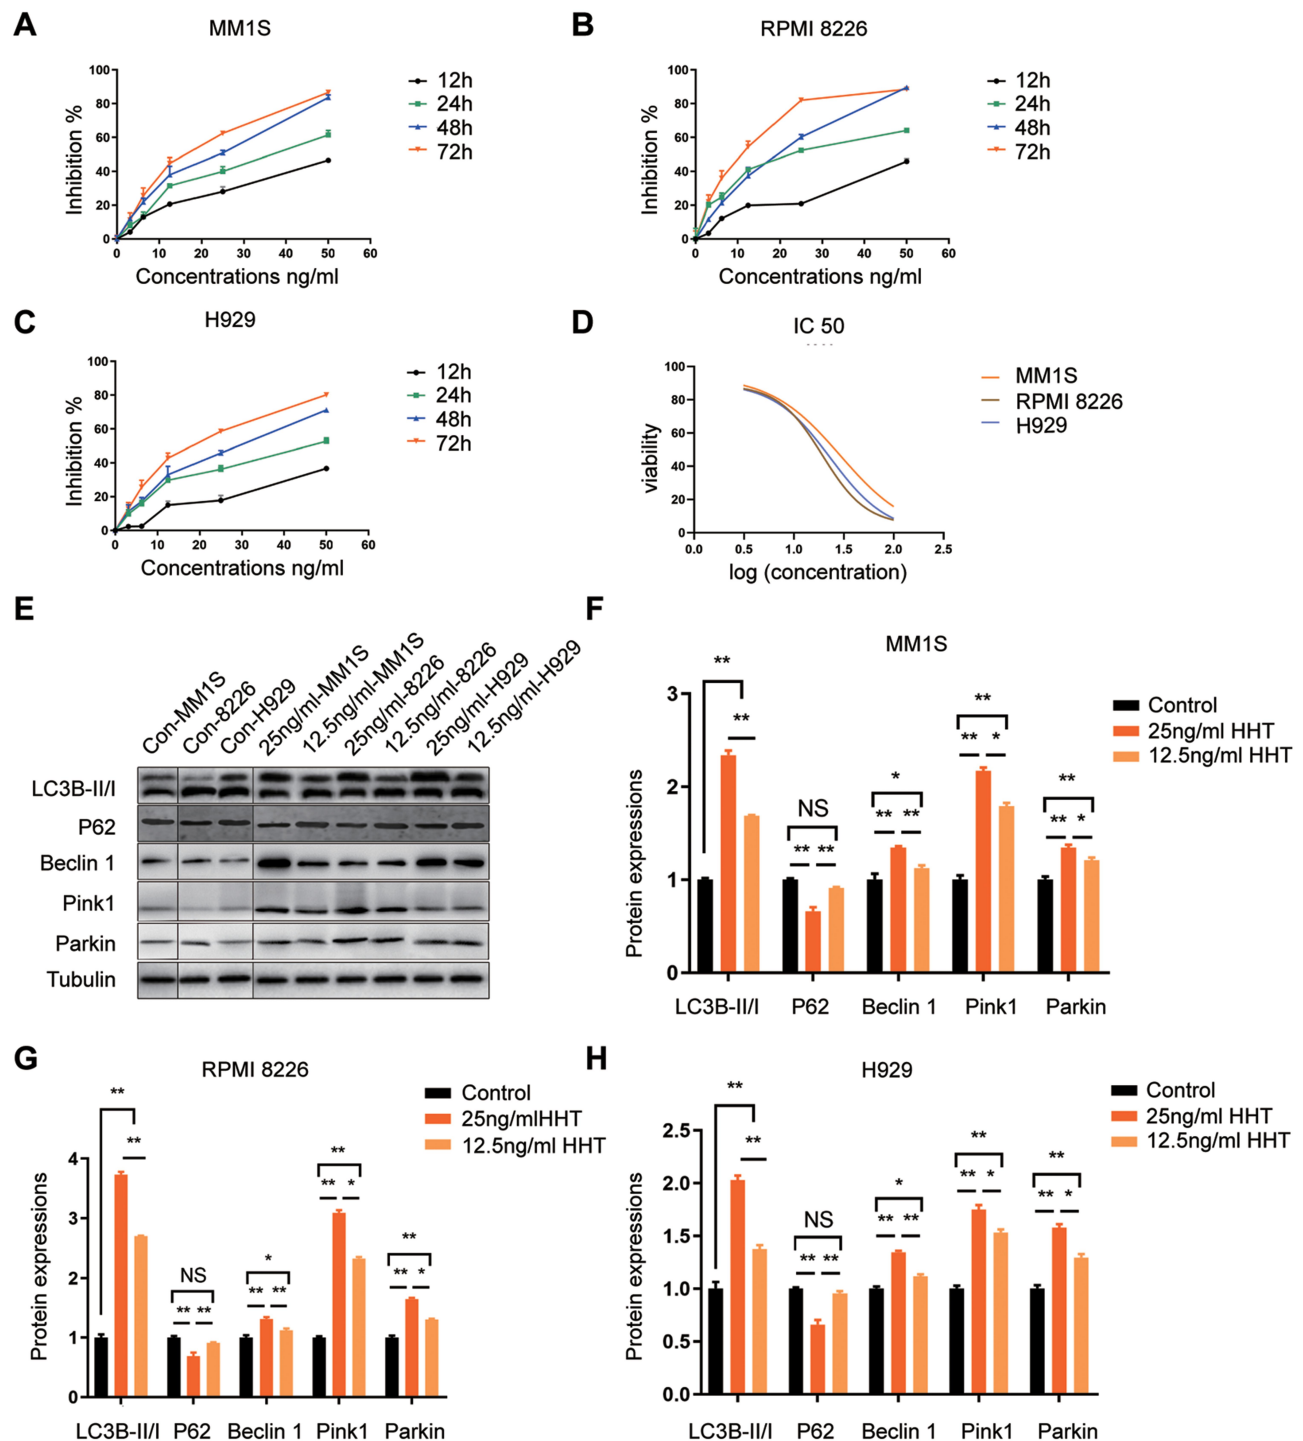 A
MM1S
100
80
60
40
20
0
0 10 20 30 40 50 60
Inhibition %
Concentrations ng/ml
12h
24h
48h
72h
B
RPMI 8226
100
80
60
40
20
0
0 10 20 30 40 50 60
Inhibition %
Concentrations ng/ml
12h
24h
48h
72h
C
H929
100
80
60
40
20
0
0 10 20 30 40 50 60
Inhibition %
Concentrations ng/ml
12h
24h
48h
72h
D
IC 50
100
80
60
40
20
0
0.0 0.5 1.0 1.5 2.0 2.5
viability
log (concentration)
MM1S
RPMI 8226
H929
E
Con-MM1S
Con-8226
Con-H929
25ng/ml-MM1S
12.5ng/ml-MM1S
25ng/ml-8226
12.5ng/ml-8226
25ng/ml-H929
12.5ng/ml-H929
LC3B-II/I
P62
Beclin 1
Pink1
Parkin
Tubulin
F
MM1S
Control
25ng/ml HHT
12.5ng/ml HHT
Protein expressions
3
2
1
0
**
**
NS
** **
*
** **
**
** *
**
** *
LC3B-II/I P62 Beclin 1 Pink1 Parkin
G
RPMI 8226
Control
25ng/mlHHT
12.5ng/ml HHT
Protein expressions
4
3
2
1
0
**
**
NS
** **
*
** **
**
** *
**
** *
LC3B-II/I P62 Beclin 1 Pink1 Parkin
H
H929
Control
25ng/ml HHT
12.5ng/ml HHT
Protein expressions
2.5
2.0
1.5
1.0
0.5
0.0
**
**
NS
** **
*
** **
**
** *
**
** *
LC3B-II/I P62 Beclin 1 Pink1 Parkin